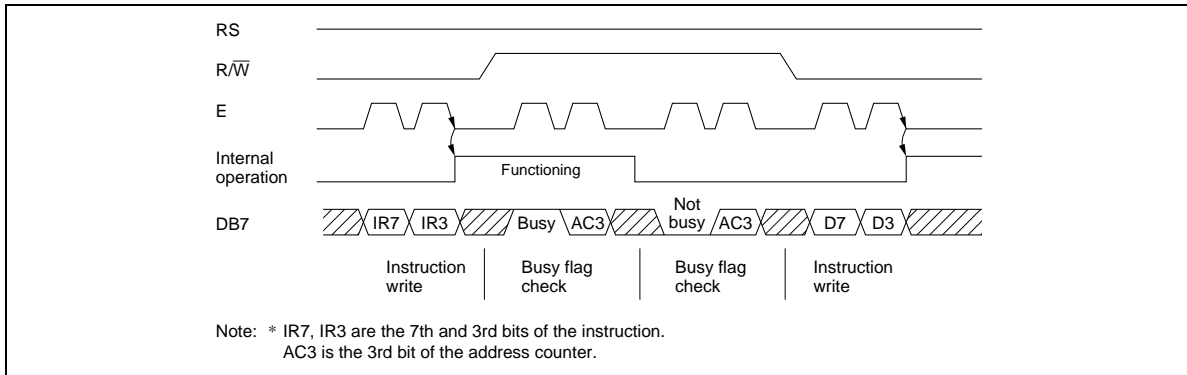 RS
R/W̅
E
Internal
operation
Functioning
DB7
IR7 IR3 Busy AC3 Not
busy AC3 D7 D3
Instruction
write
Busy flag
check
Busy flag
check
Instruction
write
Note: * IR7, IR3 are the 7th and 3rd bits of the instruction.
AC3 is the 3rd bit of the address counter.